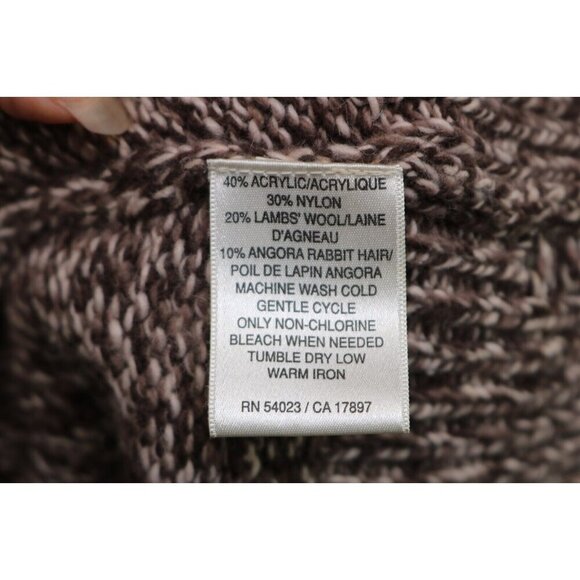 40% ACRYLIC/ACRYLIQUE
30% NYLON
20% LAMBS' WOOL/LAINE
D'AGNEAU
10% ANGORA RABBIT HAIR/
POIL DE LAPIN ANGORA
MACHINE WASH COLD
GENTLE CYCLE
ONLY NON-CHLORINE
BLEACH WHEN NEEDED
TUMBLE DRY LOW
WARM IRON
RN 54023 / CA 17897